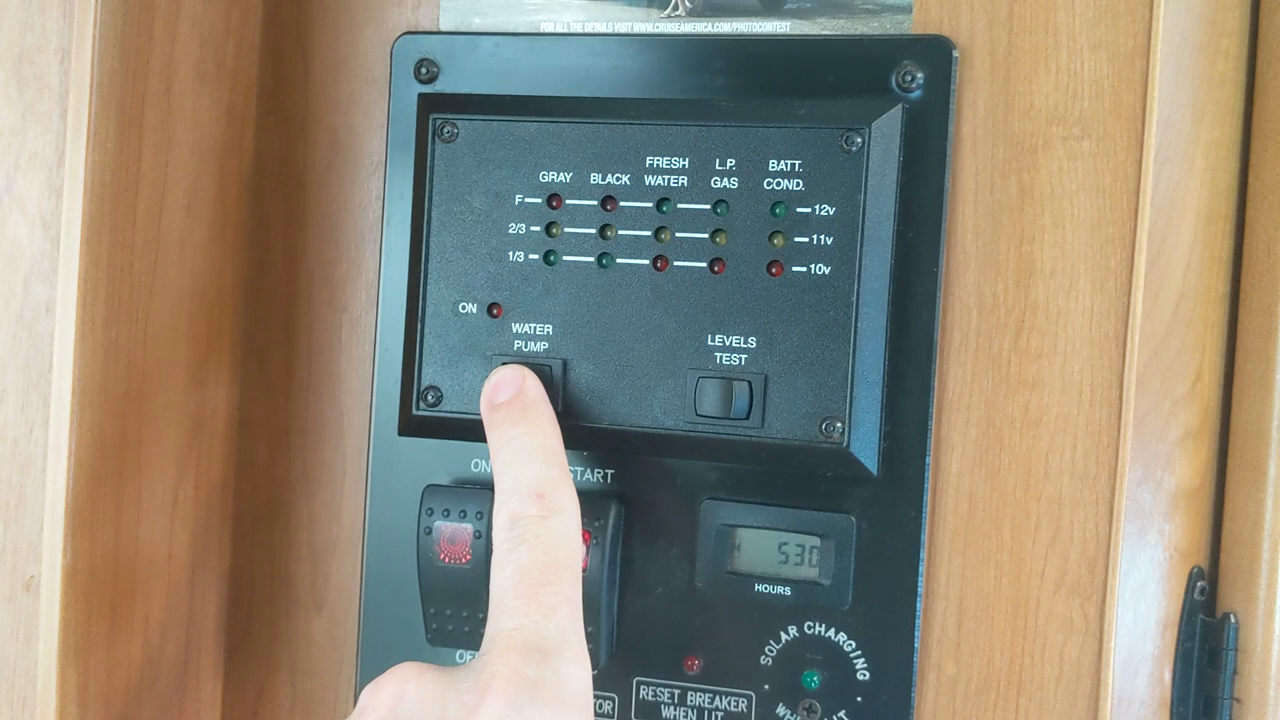 FOR ALL THE DETAILS VISIT WWW.CRUISEAMERICA.COM/PHOTOCONTEST
GRAY BLACK FRESH WATER L.P. GAS BATT. COND.
F 12v
2/3 11v
1/3 10v
ON
WATER
PUMP
LEVELS
TEST
ON START
530
HOURS
SOLAR CHARGING
RESET BREAKER
WHEN LIT